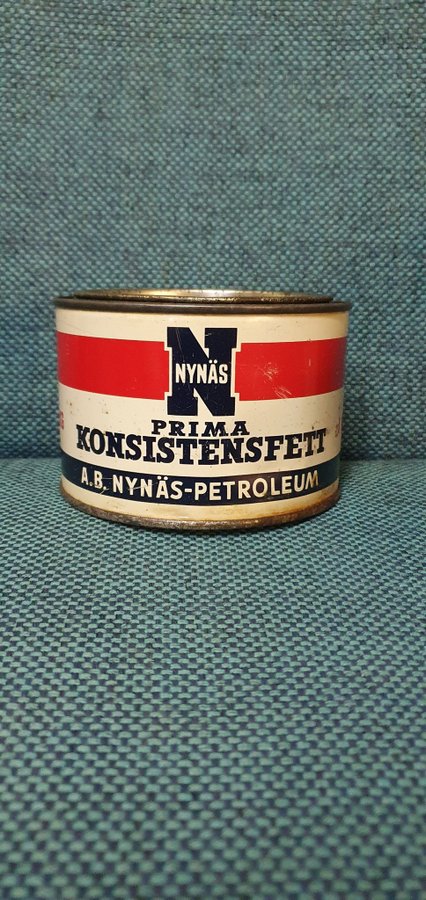 NYNÄS
PRIMA
KONSISTENSFETT
A.B. NYNÄS-PETROLEUM